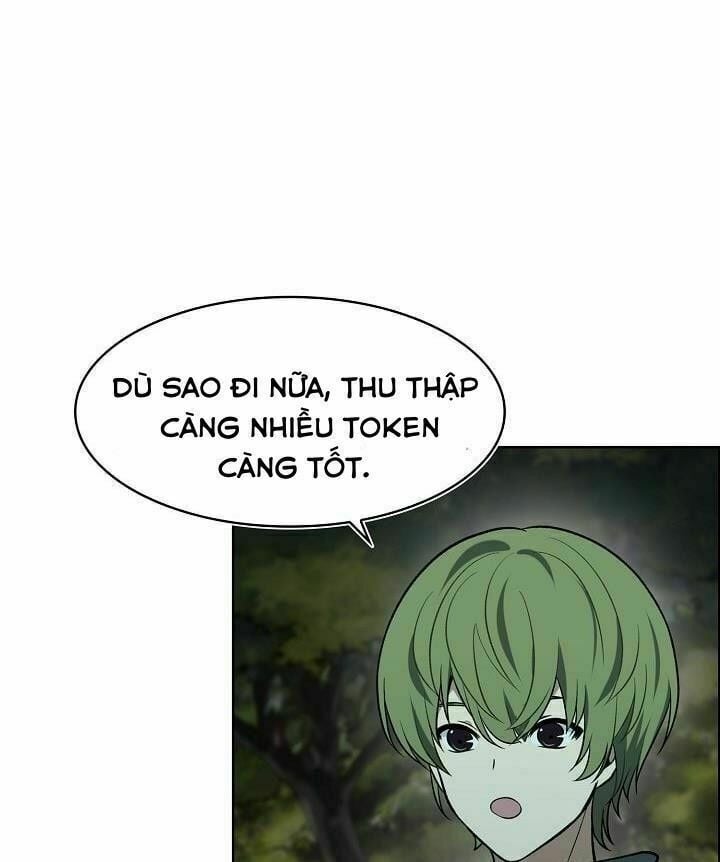 DÙ SAO ĐI NỮA, THU THẬP
CÀNG NHIỀU TOKEN
CÀNG TỐT.